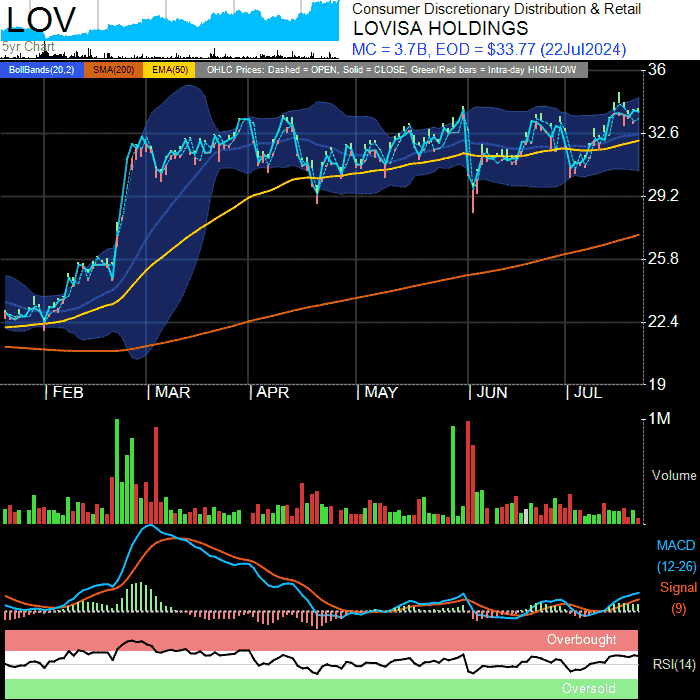 LOV
5yr Chart
Consumer Discretionary Distribution & Retail
LOVISA HOLDINGS
MC = 3.7B, EOD = $33.77 (22Jul2024)
BollBands(20,2) SMA(200) EMA(50) OHLC Prices: Dashed = OPEN, Solid = CLOSE, Green/Red bars = Intra-day HIGH/LOW
36
32.6
29.2
25.8
22.4
19
FEB MAR APR MAY JUN JUL
1M
Volume
MACD
(12-26)
Signal
(9)
Overbought
RSI(14)
Oversold